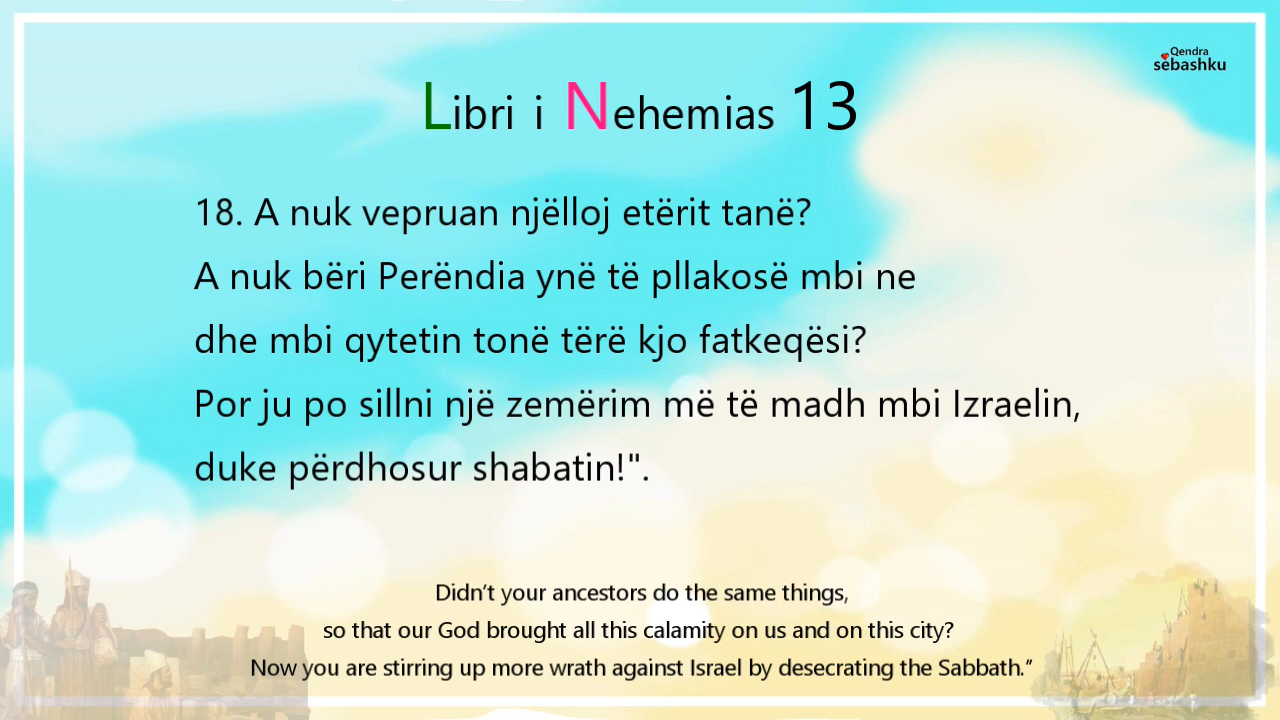 Qendra
sëbashku
Libri i Nehemias 13
18. A nuk vepruan njëlloj etërit tanë?
A nuk bëri Perëndia ynë të pllakosë mbi ne
dhe mbi qytetin tonë tërë kjo fatkeqësi?
Por ju po sillni një zemërim më të madh mbi Izraelin,
duke përdhosur shabatin!".
Didn’t your ancestors do the same things,
so that our God brought all this calamity on us and on this city?
Now you are stirring up more wrath against Israel by desecrating the Sabbath.”